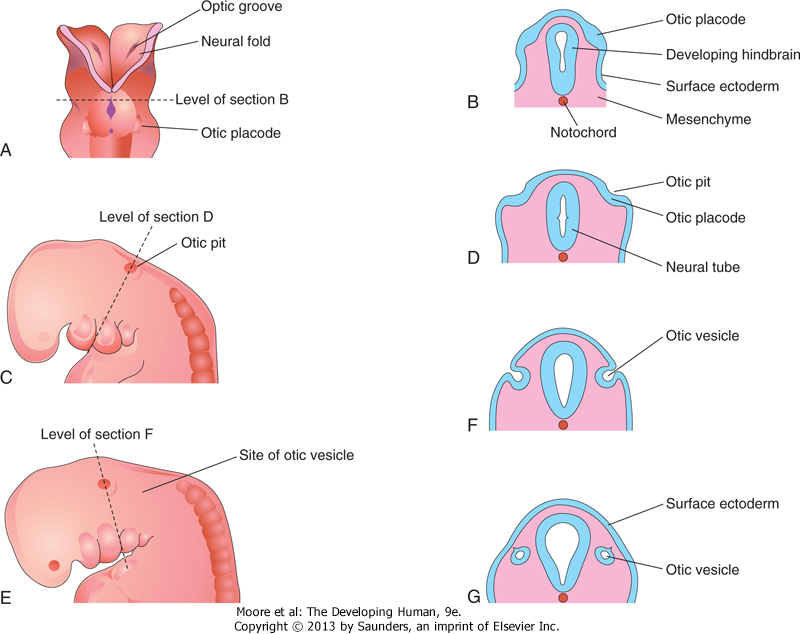 Optic groove
Neural fold
Level of section B
Otic placode
A
Otic placode
Developing hindbrain
Surface ectoderm
Mesenchyme
Notochord
B
Level of section D
Otic pit
C
Otic pit
Otic placode
Neural tube
D
Otic vesicle
F
Level of section F
Site of otic vesicle
E
Surface ectoderm
Otic vesicle
G
Moore et al: The Developing Human, 9e.
Copyright © 2013 by Saunders, an imprint of Elsevier Inc.